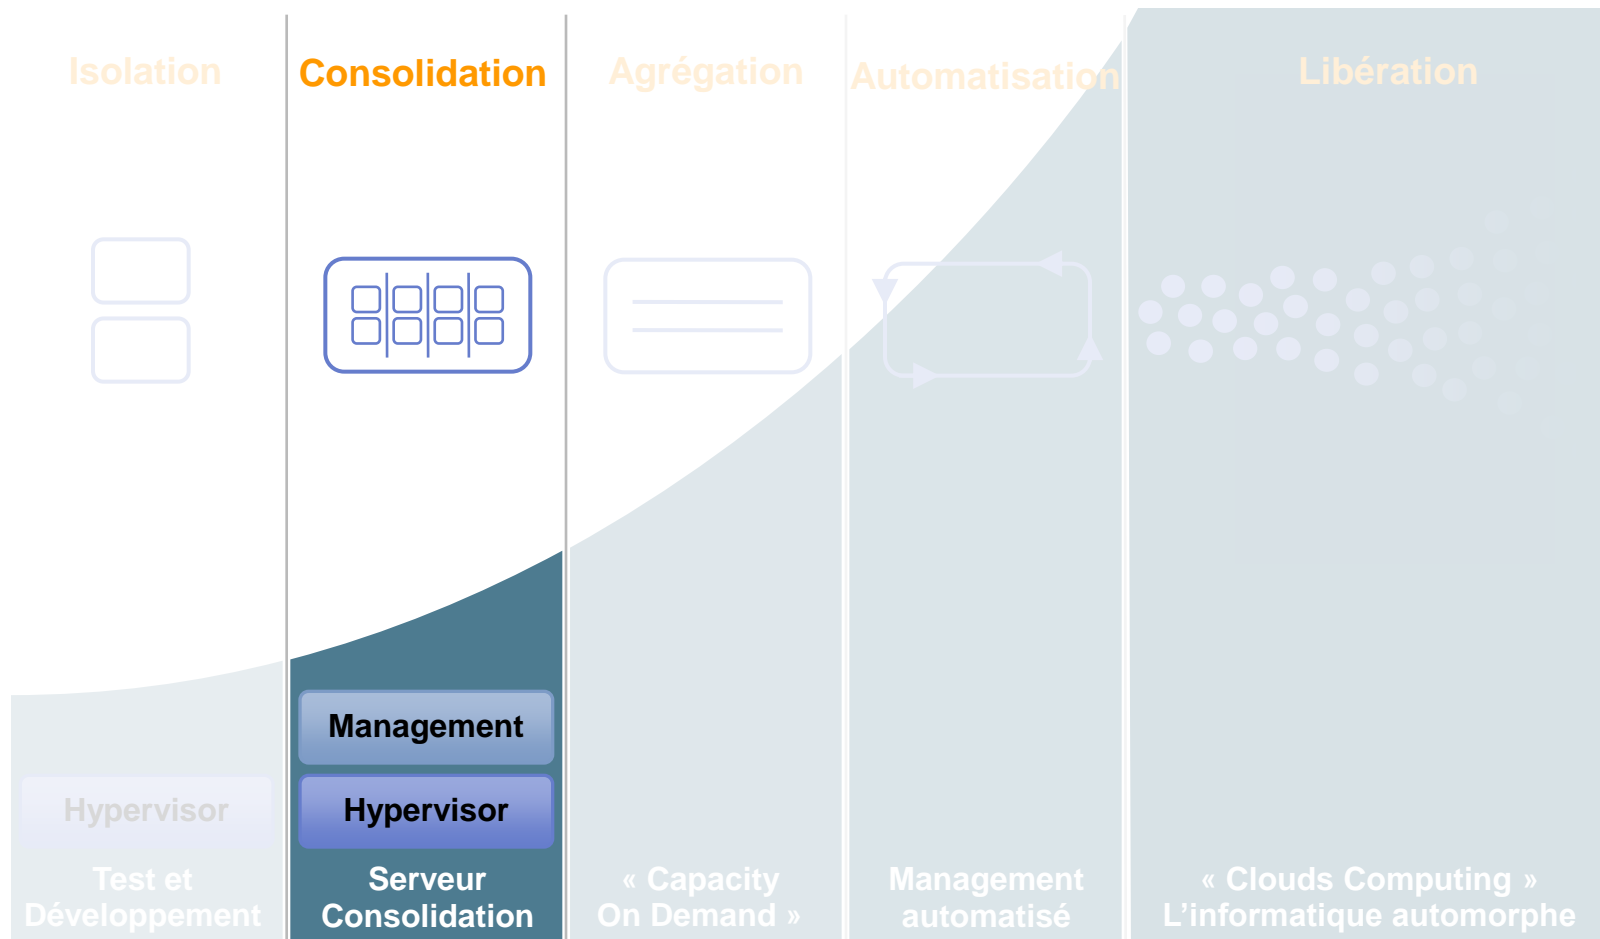 Isolation
Consolidation
Agrégation
Automatisation
Libération
Management
Hypervisor
Hypervisor
Test et
Développement
Serveur
Consolidation
« Capacity
On Demand »
Management
automatisé
« Clouds Computing »
L’informatique automorphe